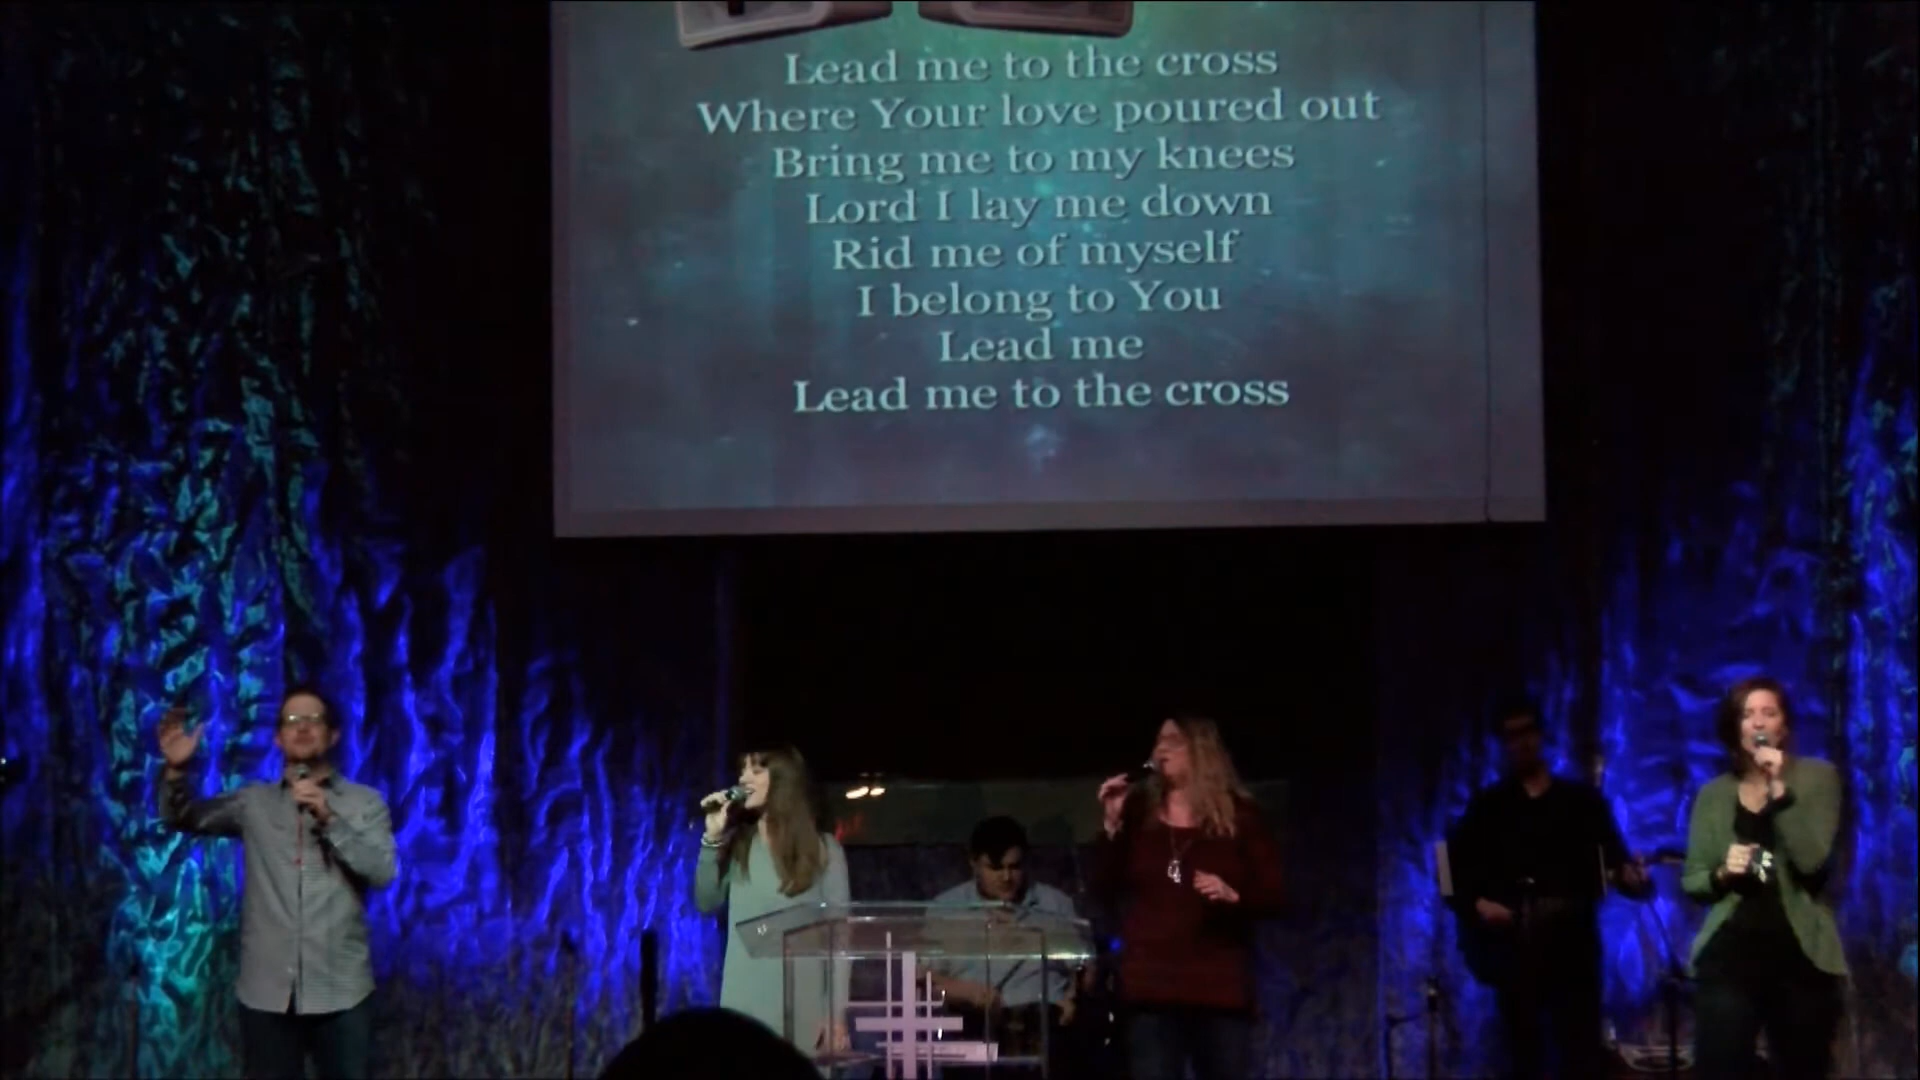 Lead me to the cross
Where Your love poured out
Bring me to my knees
Lord I lay me down
Rid me of myself
I belong to You
Lead me
Lead me to the cross